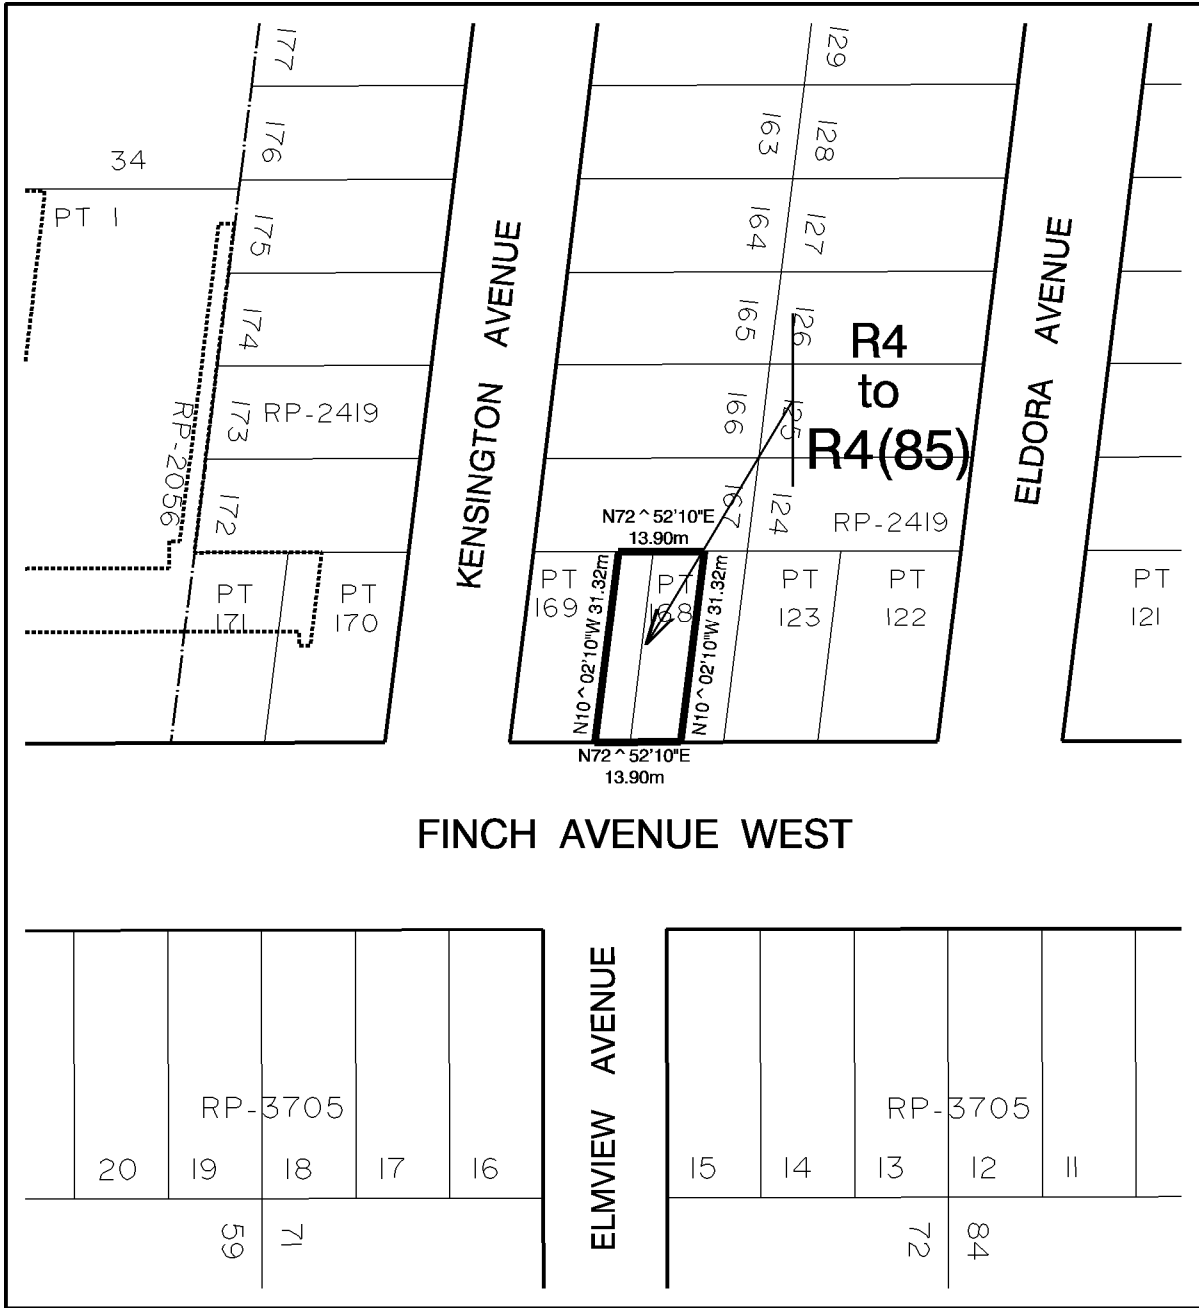 177
129
176
163
128
34
PT 1
175
164
127
174
165
126
R4
to
R4(85)
KENSINGTON AVENUE
ELDORA AVENUE
173
RP-2419
166
125
RP-2056
172
167
124
RP-2419
N72^52'10"E
13.90m
PT
171
PT
170
PT
169
N10^02'10"W 31.32m
PT
168
N10^02'10"W 31.32m
PT
123
PT
122
PT
121
N72^52'10"E
13.90m
FINCH AVENUE WEST
ELMVIEW AVENUE
RP-3705
RP-3705
20
19
18
17
16
15
14
13
12
11
59
71
72
84